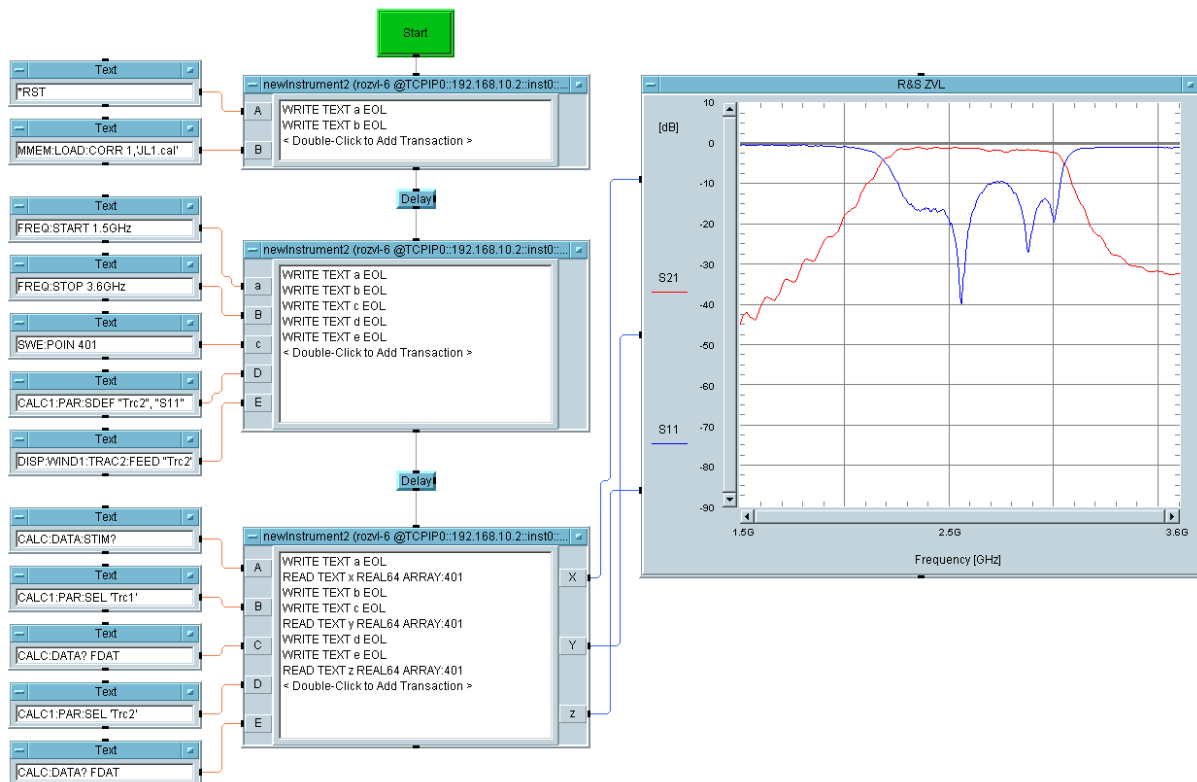 Start
Text
*RST
Text
MMEM:LOAD:CORR 1,'JL1.cal'
newInstrument2 (rozvl-6 @TCPIP0::192.168.10.2::inst0::...
A
B
WRITE TEXT a EOL
WRITE TEXT b EOL
< Double-Click to Add Transaction >
Delay
Text
FREQ:START 1.5GHz
Text
FREQ:STOP 3.6GHz
Text
SWE:POIN 401
Text
CALC1:PAR:SDEF "Trc2", "S11"
Text
DISP:WIND1:TRAC2:FEED "Trc2'
newInstrument2 (rozvl-6 @TCPIP0::192.168.10.2::inst0::...
a
B
c
D
E
WRITE TEXT a EOL
WRITE TEXT b EOL
WRITE TEXT c EOL
WRITE TEXT d EOL
WRITE TEXT e EOL
< Double-Click to Add Transaction >
Delay
Text
CALC:DATA:STIM?
Text
CALC1:PAR:SEL 'Trc1'
Text
CALC:DATA? FDAT
Text
CALC1:PAR:SEL 'Trc2'
Text
CALC:DATA? FDAT
newInstrument2 (rozvl-6 @TCPIP0::192.168.10.2::inst0::...
A
B
C
D
E
WRITE TEXT a EOL
READ TEXT x REAL64 ARRAY:401
WRITE TEXT b EOL
WRITE TEXT c EOL
READ TEXT y REAL64 ARRAY:401
WRITE TEXT d EOL
WRITE TEXT e EOL
READ TEXT z REAL64 ARRAY:401
< Double-Click to Add Transaction >
X
Y
z
R&S ZVL
[dB]
S21
S11
10
0
-10
-20
-30
-40
-50
-60
-70
-80
-90
1.5G
2.5G
3.6G
Frequency [GHz]